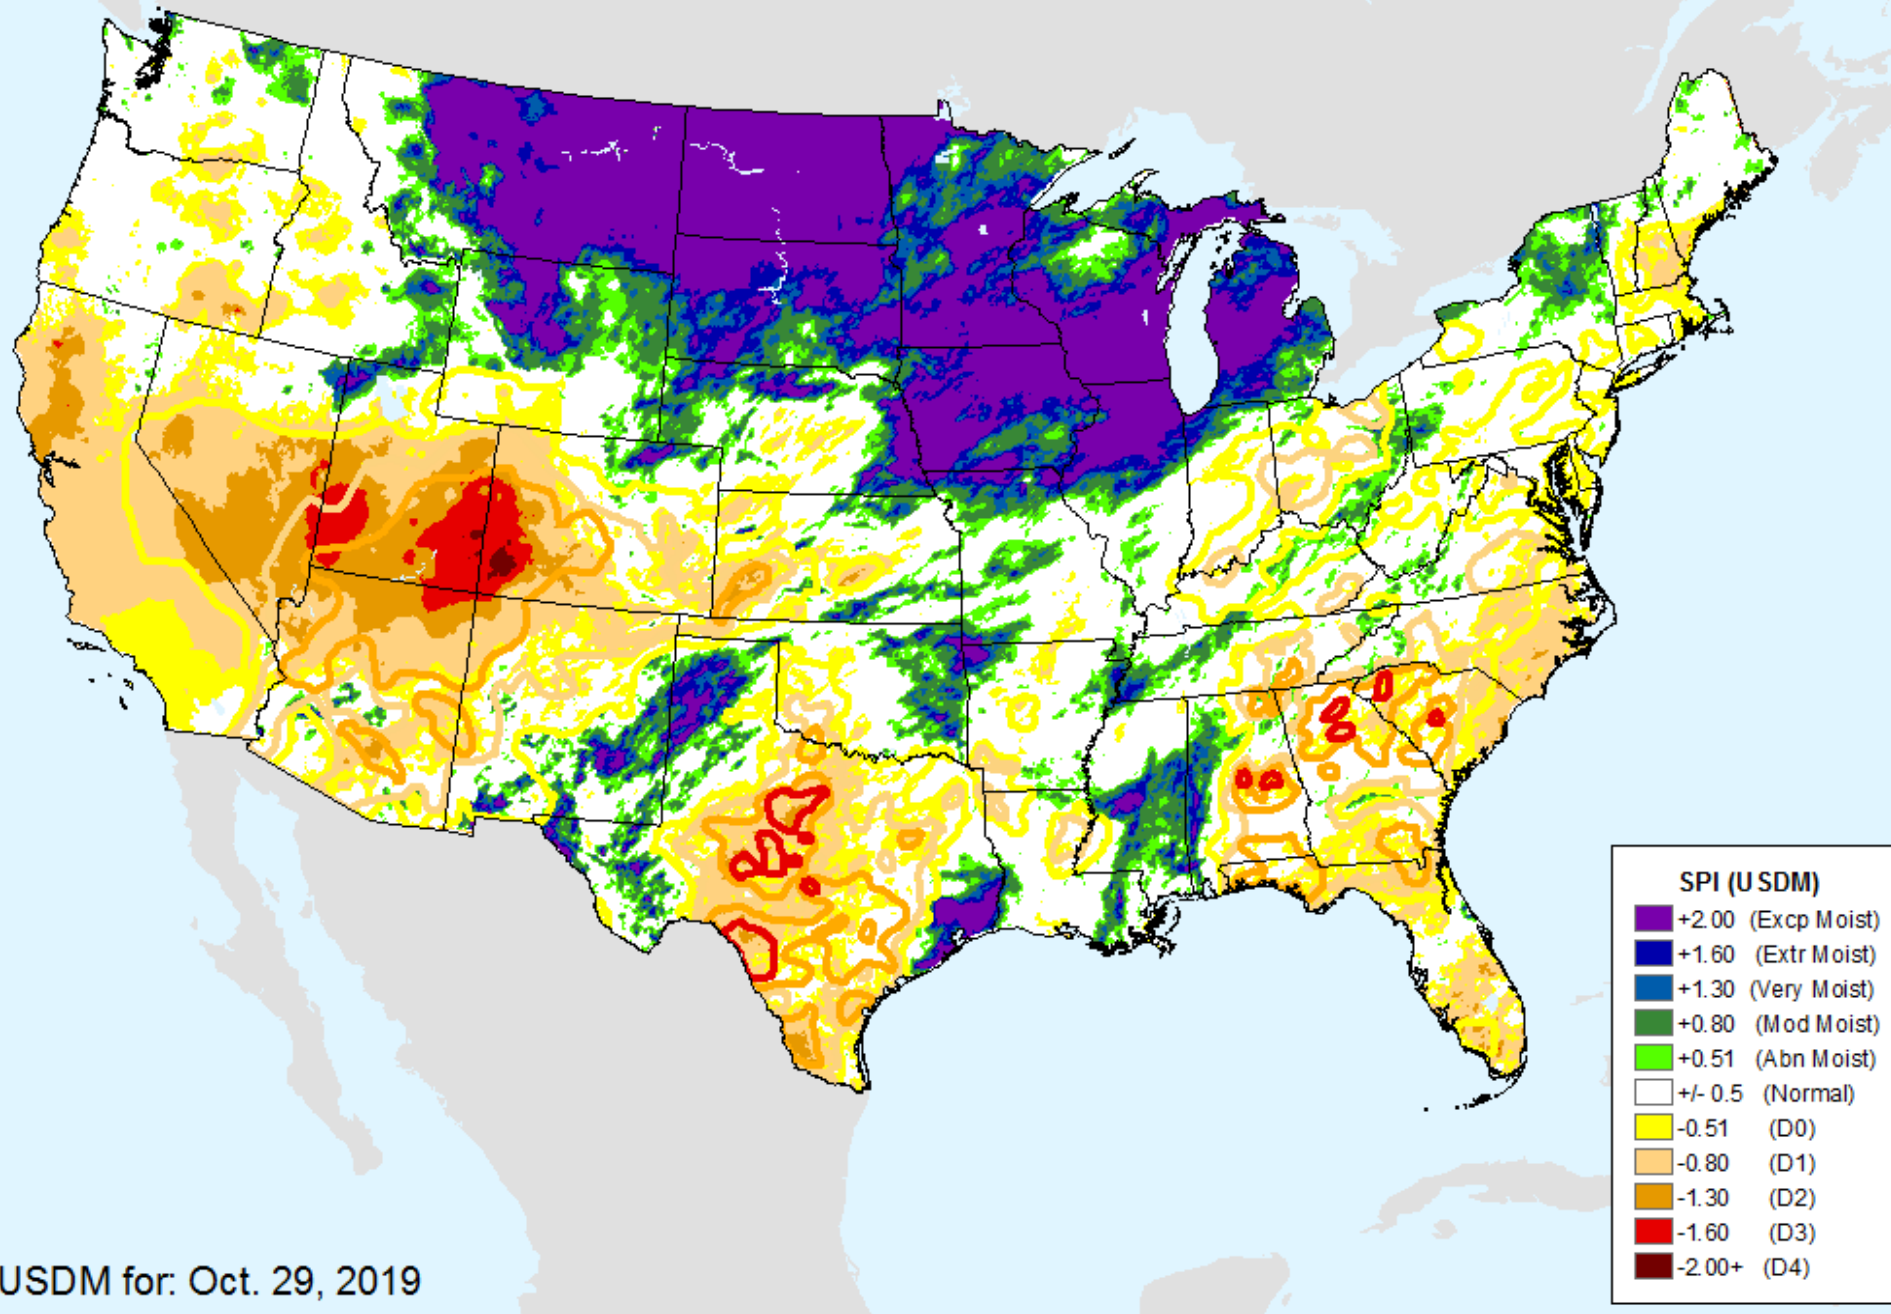 SPI (USDM)
+2.00 (Excp Moist)
+1.60 (Extr Moist)
+1.30 (Very Moist)
+0.80 (Mod Moist)
+0.51 (Abn Moist)
+/- 0.5 (Normal)
-0.51 (D0)
-0.80 (D1)
-1.30 (D2)
-1.60 (D3)
-2.00+ (D4)
USDM for: Oct. 29, 2019